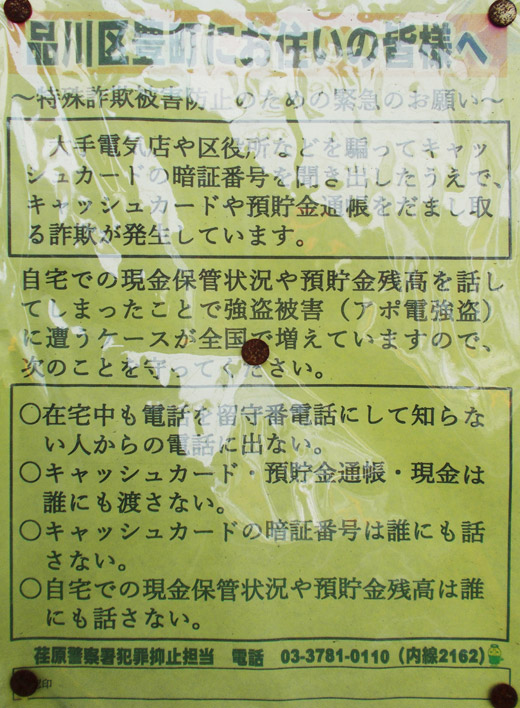 品川区豊町にお住いの皆様へ
～特殊詐欺被害防止のための緊急のお願い～
大手電気店や区役所などを騙ってキャッ
シュカードの暗証番号を聞き出したうえで、
キャッシュカードや預貯金通帳をだまし取
る詐欺が発生しています。
自宅での現金保管状況や預貯金残高を話し
てしまったことで強盗被害（アポ電強盗）
に遭うケースが全国で増えていますので、
次のことを守ってください。
○在宅中も電話を留守番電話にして知らな
い人からの電話に出ない。
○キャッシュカード・預貯金通帳・現金は
誰にも渡さない。
○キャッシュカードの暗証番号は誰にも話
さない。
○自宅での現金保管状況や預貯金残高は誰
にも話さない。
荏原警察署犯罪抑止担当　電話　03-3781-0110（内線2162）
印